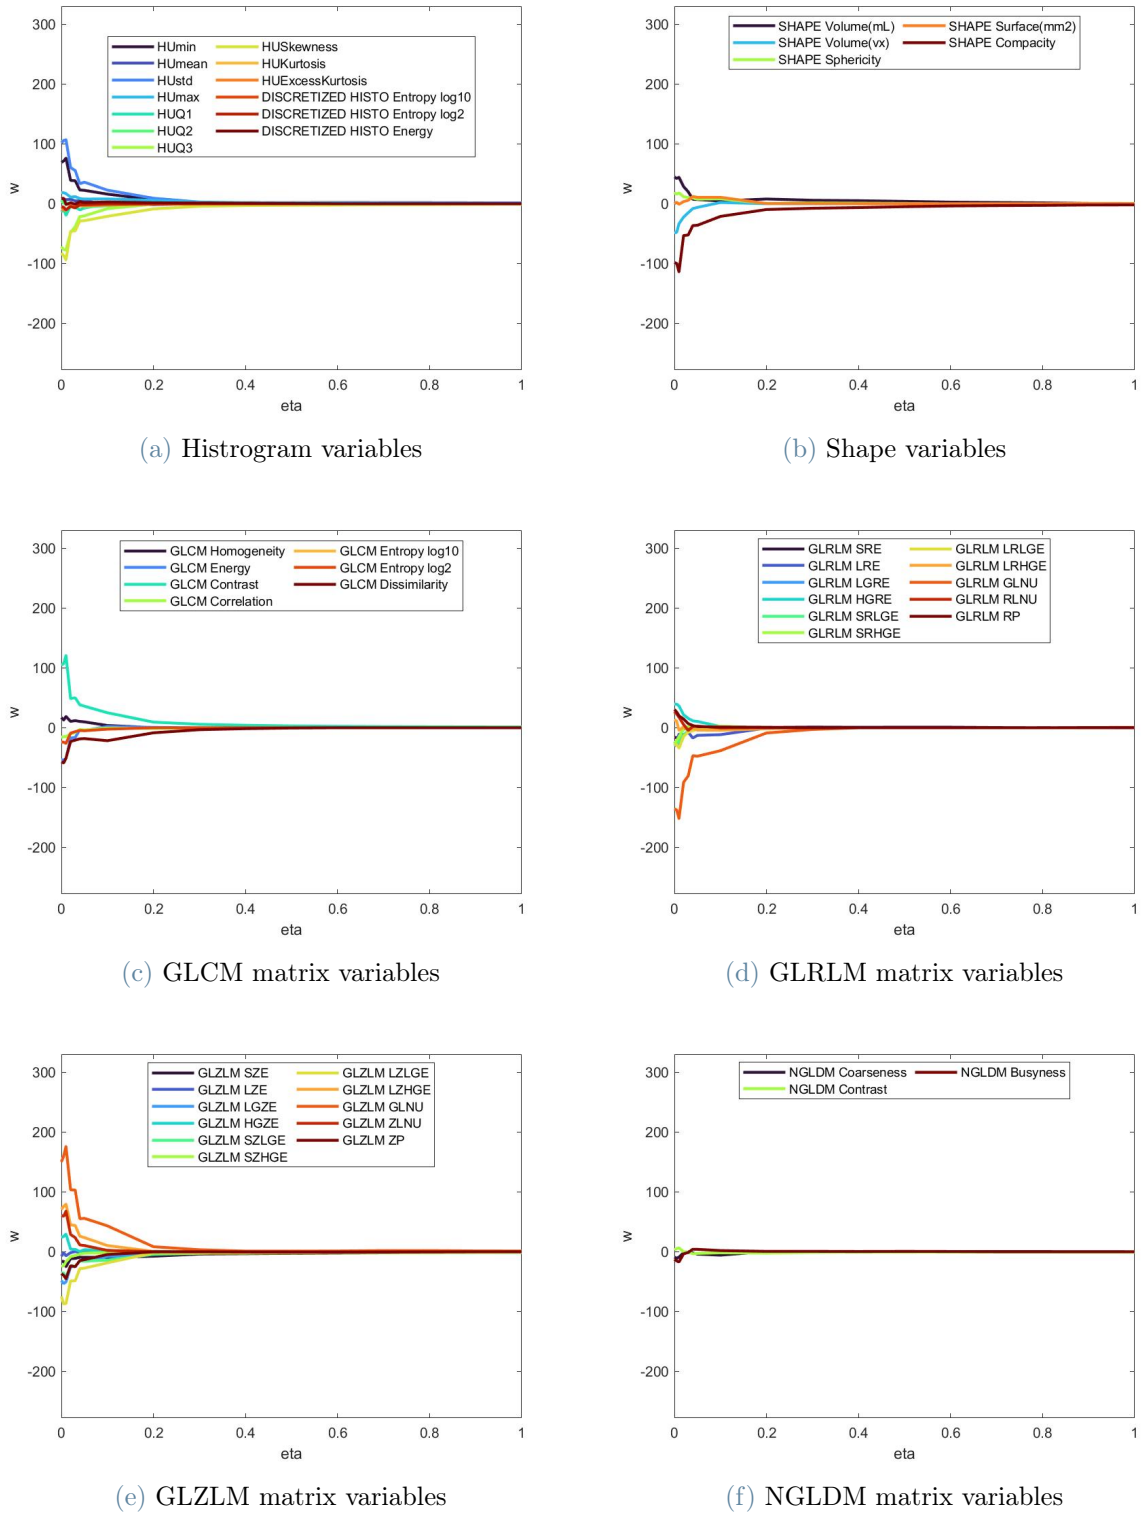 300
200
100
0
-100
-200
w
HUmin
HUmean
HUstd
HUmax
HUQ1
HUQ2
HUQ3
HUSkewness
HUKurtosis
HUExcessKurtosis
DISCRETIZED HISTO Entropy log10
DISCRETIZED HISTO Entropy log2
DISCRETIZED HISTO Energy
0 0.2 0.4 0.6 0.8 1
eta
(a) Histrogram variables
300
200
100
0
-100
-200
w
SHAPE Volume(mL)
SHAPE Volume(vx)
SHAPE Sphericity
SHAPE Surface(mm2)
SHAPE Compacity
0 0.2 0.4 0.6 0.8 1
eta
(b) Shape variables
300
200
100
0
-100
-200
w
GLCM Homogeneity
GLCM Energy
GLCM Contrast
GLCM Correlation
GLCM Entropy log10
GLCM Entropy log2
GLCM Dissimilarity
0 0.2 0.4 0.6 0.8 1
eta
(c) GLCM matrix variables
300
200
100
0
-100
-200
w
GLRLM SRE
GLRLM LRE
GLRLM LGRE
GLRLM HGRE
GLRLM SRLGE
GLRLM SRHGE
GLRLM LRLGE
GLRLM LRHGE
GLRLM GLNU
GLRLM RLNU
GLRLM RP
0 0.2 0.4 0.6 0.8 1
eta
(d) GLRLM matrix variables
300
200
100
0
-100
-200
w
GLZLM SZE
GLZLM LZE
GLZLM LGZE
GLZLM HGZE
GLZLM SZLGE
GLZLM SZHGE
GLZLM LZLGE
GLZLM LZHGE
GLZLM GLNU
GLZLM ZLNU
GLZLM ZP
0 0.2 0.4 0.6 0.8 1
eta
(e) GLZLM matrix variables
300
200
100
0
-100
-200
w
NGLDM Coarseness
NGLDM Contrast
NGLDM Busyness
0 0.2 0.4 0.6 0.8 1
eta
(f) NGLDM matrix variables